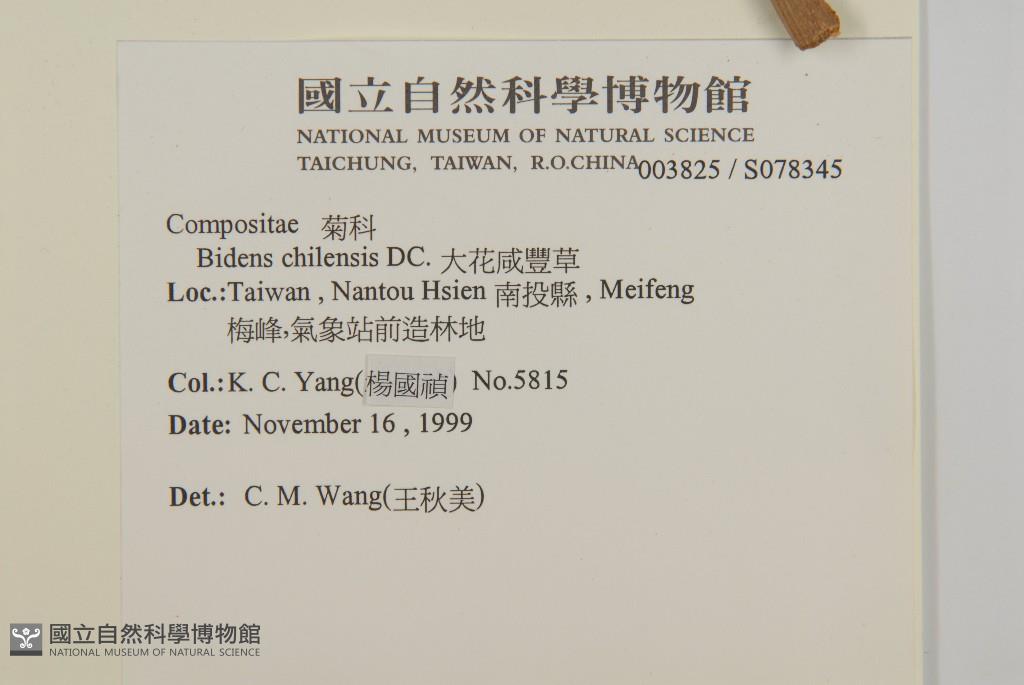 國立自然科學博物館
NATIONAL MUSEUM OF NATURAL SCIENCE
TAICHUNG, TAIWAN, R.O.CHINA 003825 / S078345
Compositae 菊科
Bidens chilensis DC. 大花咸豐草
Loc.:Taiwan , Nantou Hsien 南投縣 , Meifeng
梅峰,氣象站前造林地
Col.:K. C. Yang(楊國禎) No.5815
Date: November 16 , 1999
Det.: C. M. Wang(王秋美)
國立自然科學博物館
NATIONAL MUSEUM OF NATURAL SCIENCE